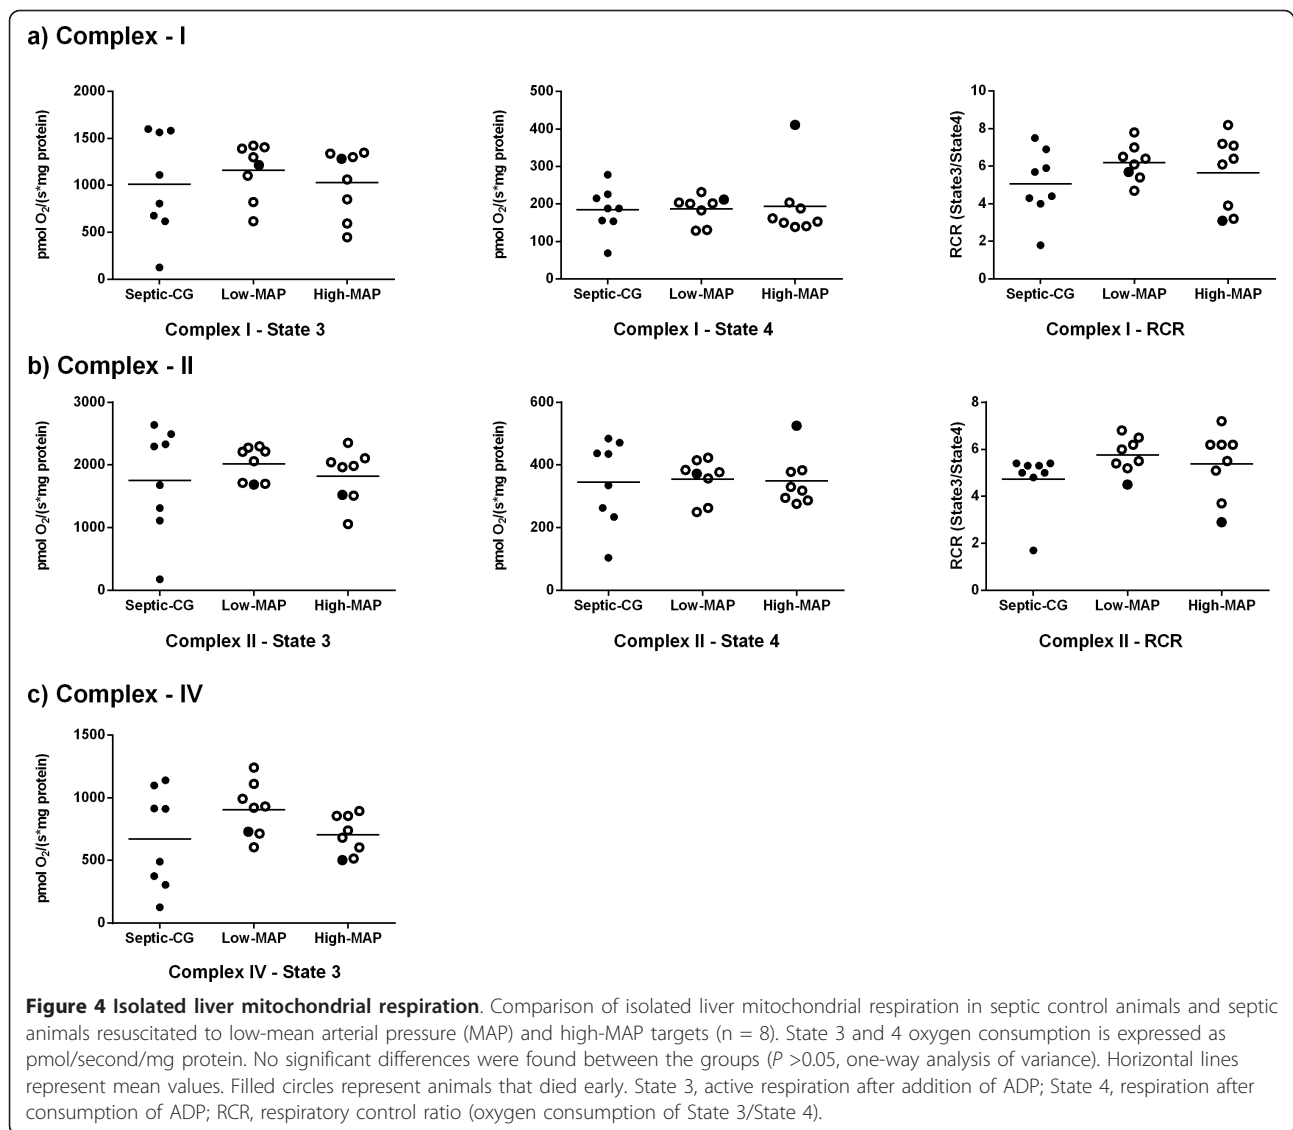 a) Complex - I
pmol O2/(s*mg protein)
2000
1500
1000
500
0
Septic-CG Low-MAP High-MAP
Complex I - State 3
pmol O2/(s*mg protein)
500
400
300
200
100
0
Septic-CG Low-MAP High-MAP
Complex I - State 4
RCR (State3/State4)
10
8
6
4
2
0
Septic-CG Low-MAP High-MAP
Complex I - RCR
b) Complex - II
pmol O2/(s*mg protein)
3000
2000
1000
0
Septic-CG Low-MAP High-MAP
Complex II - State 3
pmol O2/(s*mg protein)
600
400
200
0
Septic-CG Low-MAP High-MAP
Complex II - State 4
RCR (State3/State4)
8
6
4
2
0
Septic-CG Low-MAP High-MAP
Complex II - RCR
c) Complex - IV
pmol O2/(s*mg protein)
1500
1000
500
0
Septic-CG Low-MAP High-MAP
Complex IV - State 3
Figure 4 Isolated liver mitochondrial respiration. Comparison of isolated liver mitochondrial respiration in septic control animals and septic
animals resuscitated to low-mean arterial pressure (MAP) and high-MAP targets (n = 8). State 3 and 4 oxygen consumption is expressed as
pmol/second/mg protein. No significant differences were found between the groups (P >0.05, one-way analysis of variance). Horizontal lines
represent mean values. Filled circles represent animals that died early. State 3, active respiration after addition of ADP; State 4, respiration after
consumption of ADP; RCR, respiratory control ratio (oxygen consumption of State 3/State 4).